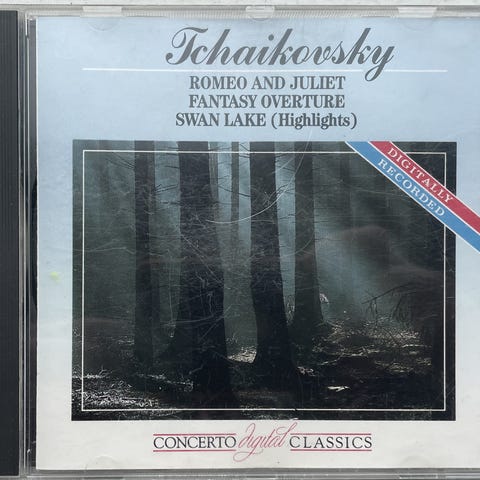 Tchaikovsky
ROMEO AND JULIET
FANTASY OVERTURE
SWAN LAKE (Highlights)
DIGITALLY
RECORDED
CONCERTO digital CLASSICS